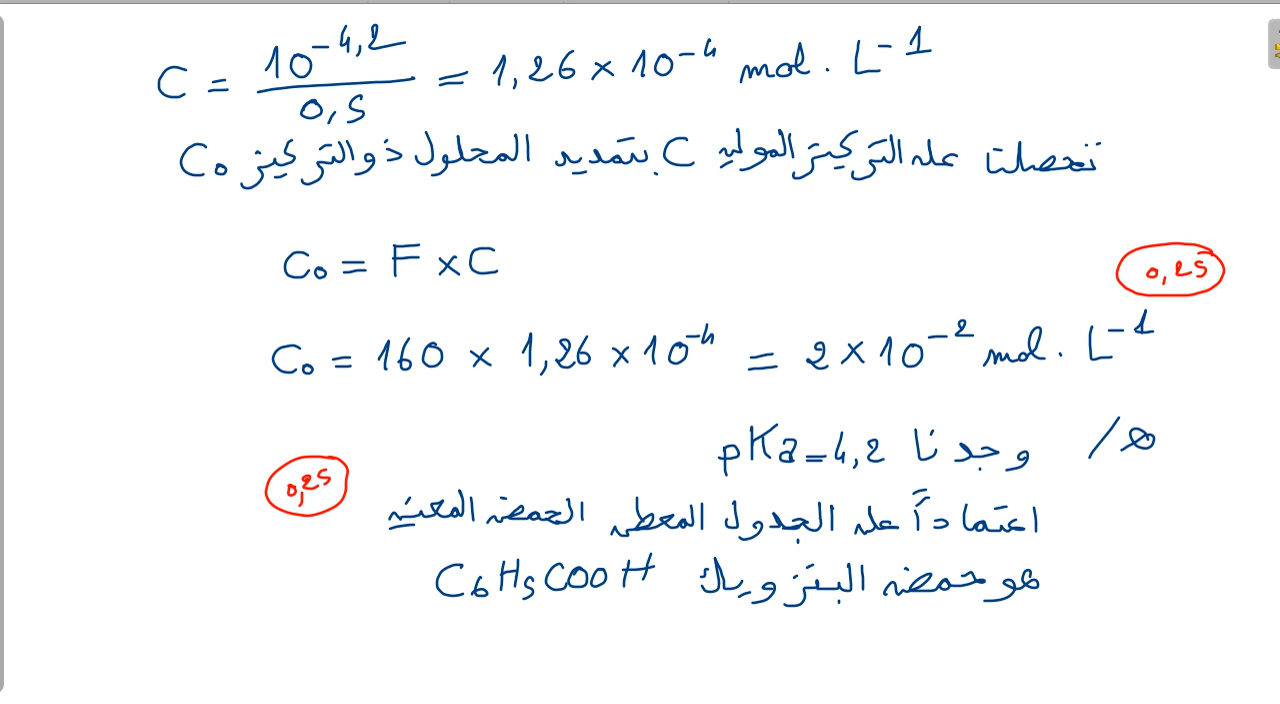 C = 10⁻⁴,² / 0,5 = 1,26 × 10⁻⁴ mol . L⁻¹
تحصلنا على التركيز المولي C بتمديد المحلول ذو التركيز C₀
C₀ = F × C
0,25
C₀ = 160 × 1,26 × 10⁻⁴ = 2 × 10⁻² mol . L⁻¹
ه/ وجدنا pKa = 4,2
0,25
اعتمادًا على الجدول المعطى الحمض المعني
هو حمض البنزويك C₆H₅COOH